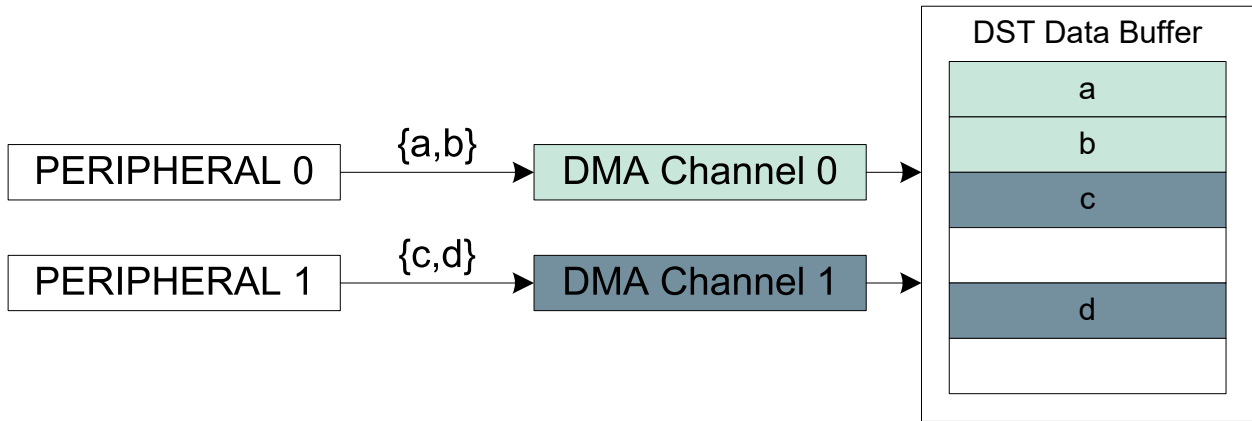 DST Data Buffer
a
b
c
d
PERIPHERAL 0
{a,b}
DMA Channel 0
PERIPHERAL 1
{c,d}
DMA Channel 1